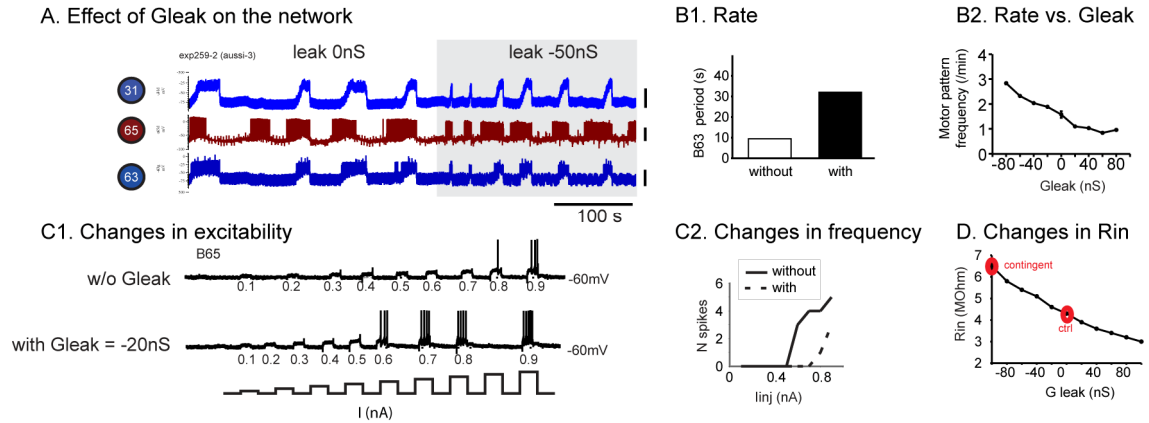 A. Effect of Gleak on the network
exp259-2 (aussi-3)
leak 0nS
leak -50nS
31
65
63
100 s
B1. Rate
B63 period (s)
40
30
20
10
0
without
with
B2. Rate vs. Gleak
Motor pattern
frequency (/min)
5
4
3
2
1
0
-80
-40
0
40
80
Gleak (nS)
C1. Changes in excitability
B65
w/o Gleak
0.1 0.2 0.3 0.4 0.5 0.6 0.7 0.8 0.9
-60mV
with Gleak = -20nS
0.1 0.2 0.3 0.4 0.5 0.6 0.7 0.8 0.9
-60mV
I (nA)
C2. Changes in frequency
without
with
N spikes
6
4
2
0
0
0.4
0.8
Iinj (nA)
D. Changes in Rin
Rin (MOhm)
7
6
5
4
3
2
contingent
ctrl
-80
-40
0
40
80
G leak (nS)